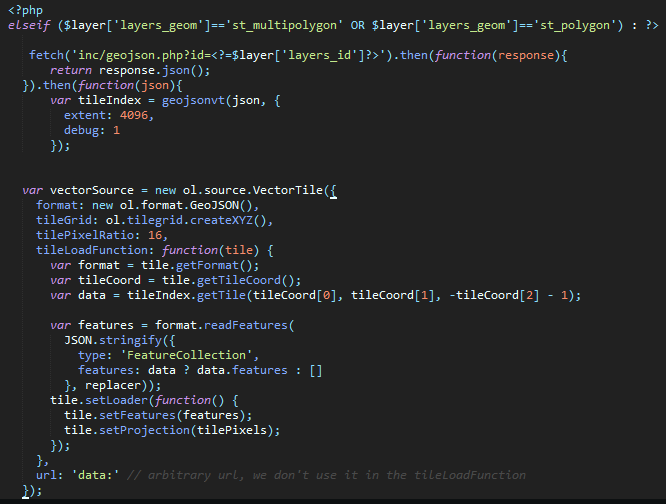 <?php
elseif ($layer['layers_geom']=='st_multipolygon' OR $layer['layers_geom']=='st_polygon') : ?>
fetch('inc/geojson.php?id=<?=$layer['layers_id']?>').then(function(response){
return response.json();
}).then(function(json){
var tileIndex = geojsonvt(json, {
extent: 4096,
debug: 1
});
var vectorSource = new ol.source.VectorTile({
format: new ol.format.GeoJSON(),
tileGrid: ol.tilegrid.createXYZ(),
tilePixelRatio: 16,
tileLoadFunction: function(tile) {
var format = tile.getFormat();
var tileCoord = tile.getTileCoord();
var data = tileIndex.getTile(tileCoord[0], tileCoord[1], -tileCoord[2] - 1);
var features = format.readFeatures(
JSON.stringify({
type: 'FeatureCollection',
features: data ? data.features : []
}, replacer));
tile.setLoader(function() {
tile.setFeatures(features);
tile.setProjection(tilePixels);
});
},
url: 'data:' // arbitrary url, we don't use it in the tileLoadFunction
});